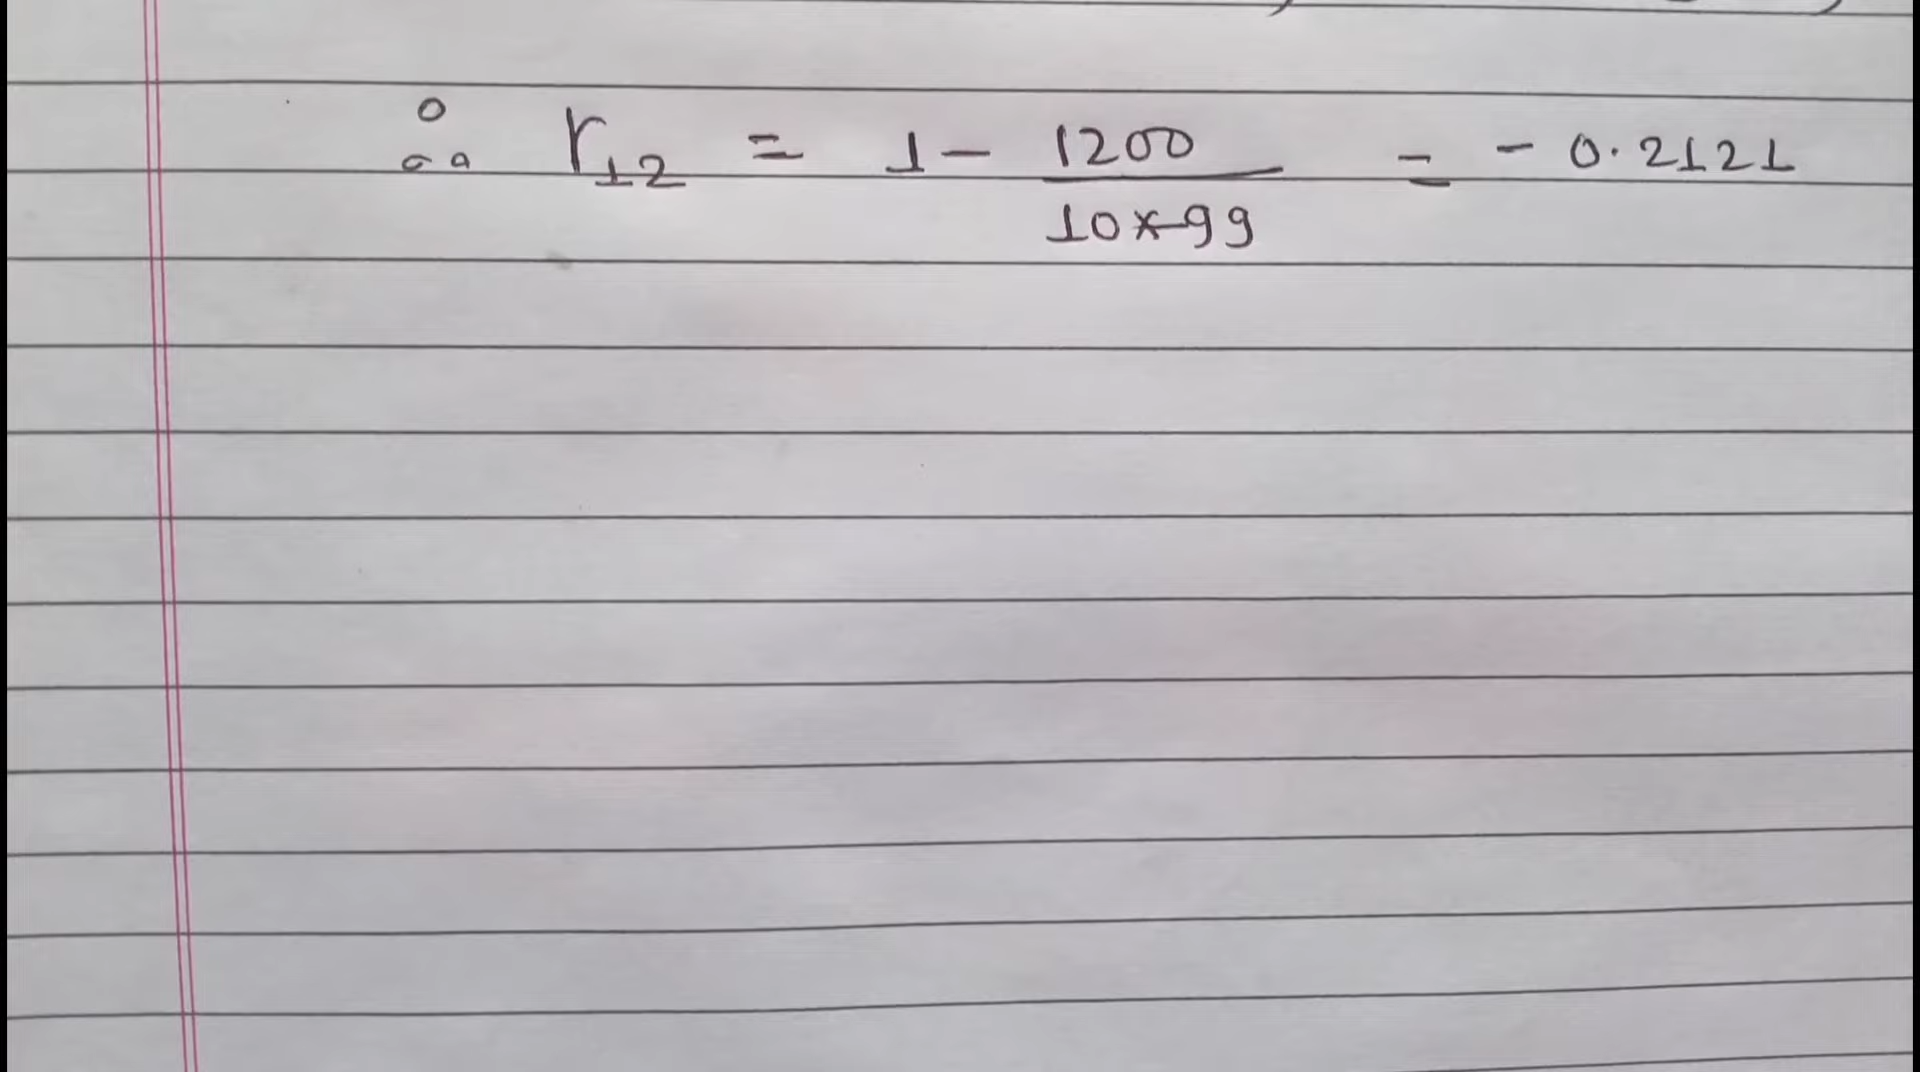 ∴ r₁₂ = 1 - 1200 / 10×99 = - 0.2121